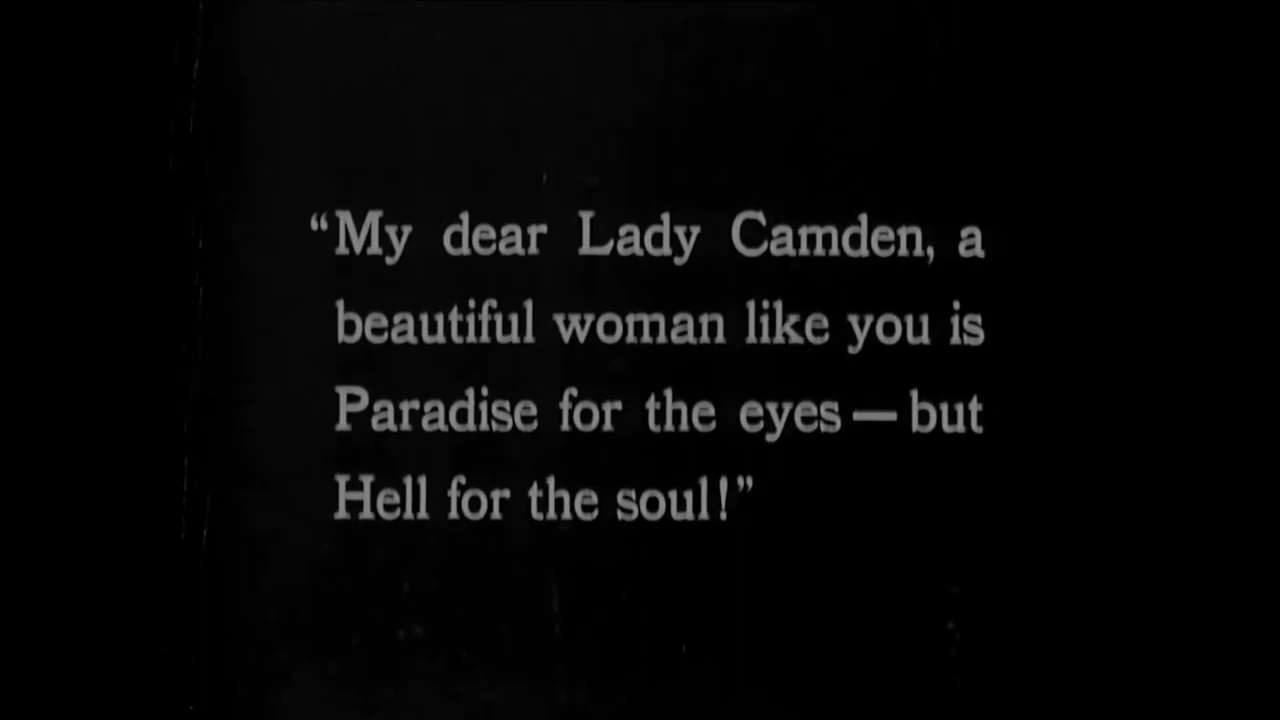 “My dear Lady Camden, a
beautiful woman like you is
Paradise for the eyes — but
Hell for the soul!”